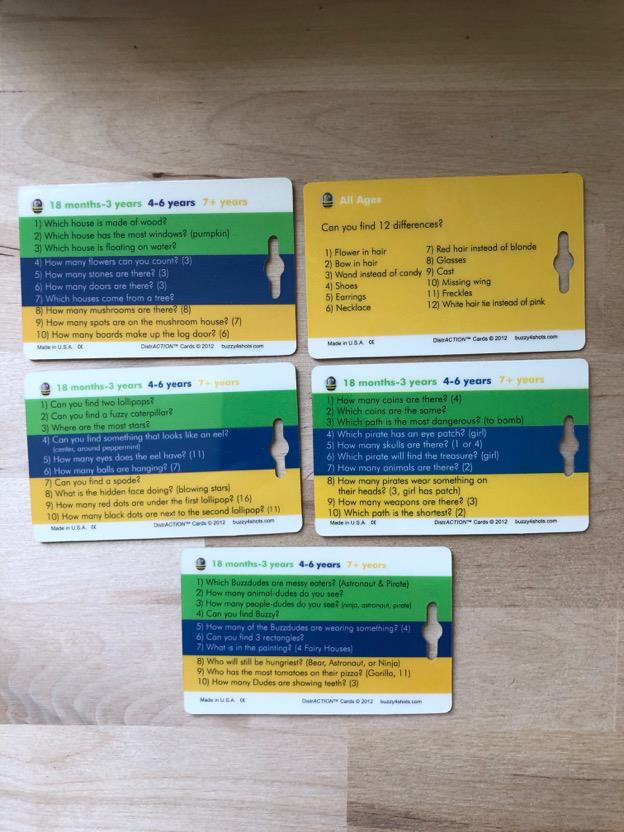 18 months-3 years 4-6 years 7+ years
1) Which house is made of wood?
2) Which house has the most windows? (pumpkin)
3) Which house is floating on water?
4) How many flowers can you count? (3)
5) How many stones are there? (3)
6) How many doors are there? (3)
7) Which houses come from a tree?
8) How many mushrooms are there? (8)
9) How many spots are on the mushroom house? (7)
10) How many boards make up the log door? (6)
Made in U.S.A. CE DistrACTION™ Cards © 2012 buzzy4shots.com
All Ages
Can you find 12 differences?
1) Flower in hair
2) Bow in hair
3) Wand instead of candy
4) Shoes
5) Earrings
6) Necklace
7) Red hair instead of blonde
8) Glasses
9) Cast
10) Missing wing
11) Freckles
12) White hair tie instead of pink
Made in U.S.A. CE DistrACTION™ Cards © 2012 buzzy4shots.com
18 months-3 years 4-6 years 7+ years
1) Can you find two lollipops?
2) Can you find a fuzzy caterpillar?
3) Where are the most stars?
4) Can you find something that looks like an eel?
(center, around peppermint)
5) How many eyes does the eel have? (11)
6) How many balls are hanging? (7)
7) Can you find a spade?
8) What is the hidden face doing? (blowing stars)
9) How many red dots are under the first lollipop? (16)
10) How many black dots are next to the second lollipop? (11)
Made in U.S.A. CE DistrACTION™ Cards © 2012 buzzy4shots.com
18 months-3 years 4-6 years 7+ years
1) How many coins are there? (4)
2) Which coins are the same?
3) Which path is the most dangerous? (to bomb)
4) Which pirate has an eye patch? (girl)
5) How many skulls are there? (1 or 4)
6) Which pirate will find the treasure? (girl)
7) How many animals are there? (2)
8) How many pirates wear something on
their heads? (3, girl has patch)
9) How many weapons are there? (3)
10) Which path is the shortest? (2)
Made in U.S.A. CE DistrACTION™ Cards © 2012 buzzy4shots.com
18 months-3 years 4-6 years 7+ years
1) Which Buzzdudes are messy eaters? (Astronaut & Pirate)
2) How many animal-dudes do you see?
3) How many people-dudes do you see? (ninja, astronaut, pirate)
4) Can you find Buzzy?
5) How many of the Buzzdudes are wearing something? (4)
6) Can you find 3 rectangles?
7) What is in the painting? (4 Fairy Houses)
8) Who will still be hungriest? (Bear, Astronaut, or Ninja)
9) Who has the most tomatoes on their pizza? (Gorilla, 11)
10) How many Dudes are showing teeth? (3)
Made in U.S.A. CE DistrACTION™ Cards © 2012 buzzy4shots.com